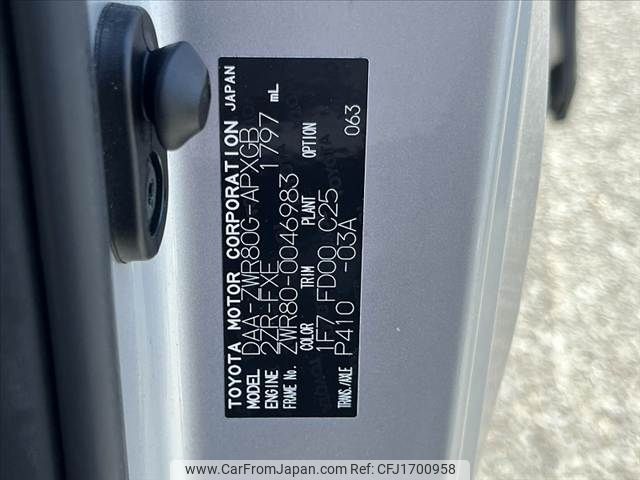 TOYOTA MOTOR CORPORATION JAPAN
MODEL DAA-ZWR80G-APXGB
ENGINE 2ZR-FXE 1797 mL
FRAME No. ZWR80-0046983
COLOR TRIM PLANT OPTION
1F7 FD00 C25 063
TRANS./AXLE P410 -03A
www.CarFromJapan.com | Ref. no CFJ1700958